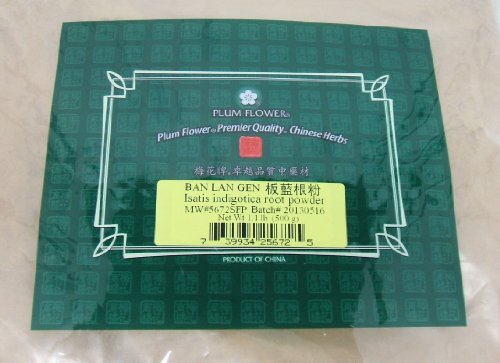 PLUM FLOWER®
Plum Flower® Premier Quality™ Chinese Herbs
梅花牌®卓越品質中藥材
BAN LAN GEN 板藍根粉
Isatis indigotica root powder
MW#5672SFP Batch# 20130516
Net Wt 1.1 lb (500 g)
7 39934 25672 5
PRODUCT OF CHINA